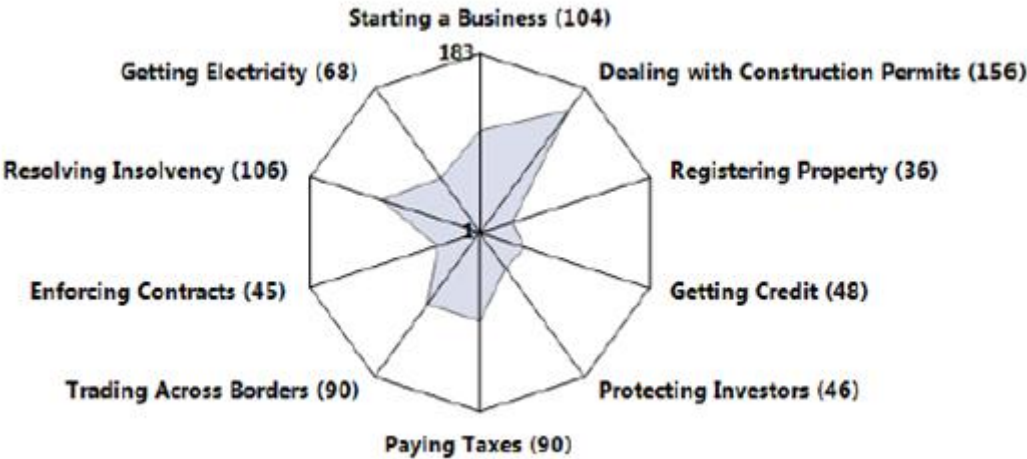 Starting a Business (104)
183
Getting Electricity (68)
Dealing with Construction Permits (156)
Resolving Insolvency (106)
Registering Property (36)
1
Enforcing Contracts (45)
Getting Credit (48)
Trading Across Borders (90)
Protecting Investors (46)
Paying Taxes (90)